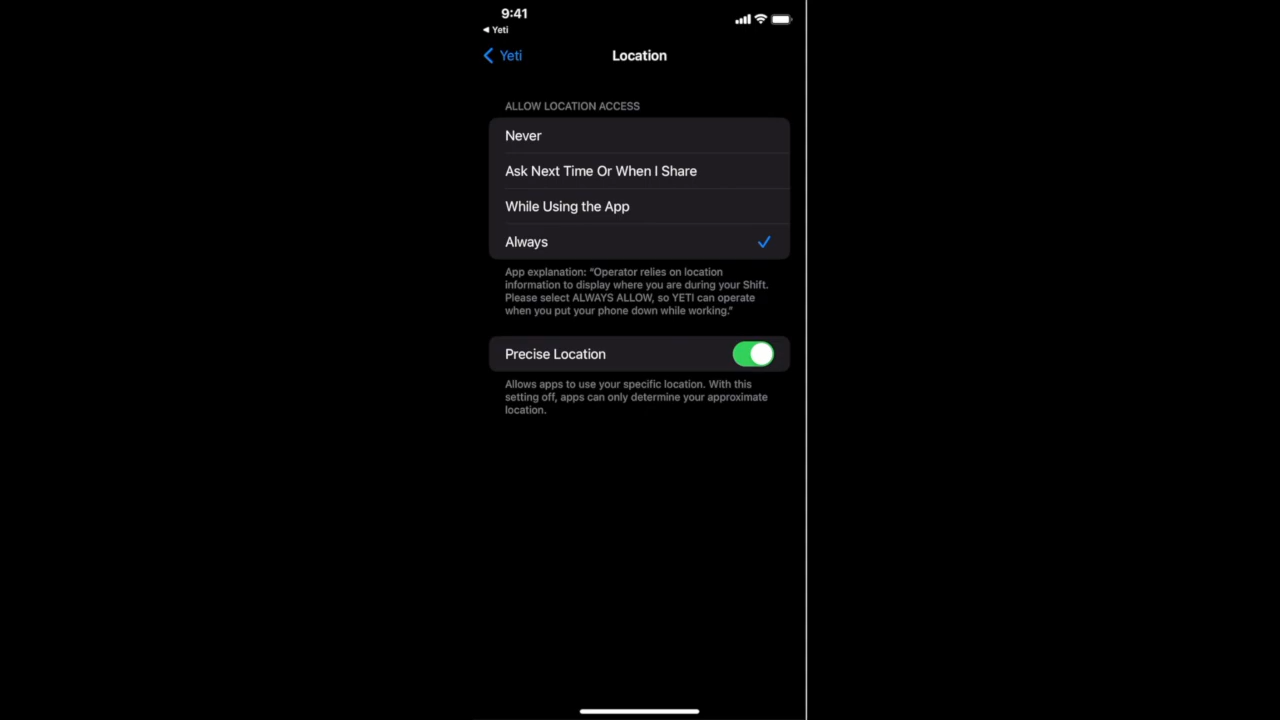 9:41
◀ Yeti
Yeti
Location
ALLOW LOCATION ACCESS
Never
Ask Next Time Or When I Share
While Using the App
Always
App explanation: “Operator relies on location
information to display where you are during your Shift.
Please select ALWAYS ALLOW, so YETI can operate
when you put your phone down while working.”
Precise Location
Allows apps to use your specific location. With this
setting off, apps can only determine your approximate
location.